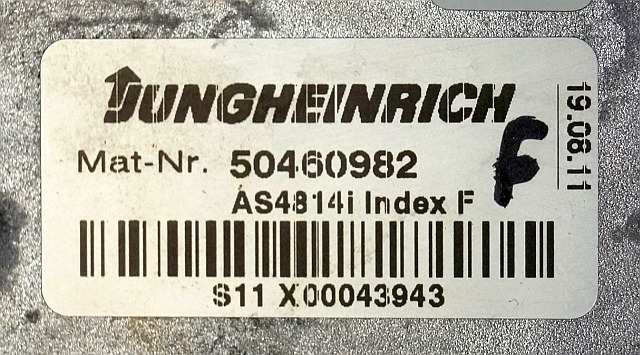 JUNGHEINRICH
Mat-Nr. 50460982
AS4814i Index F
S11 X00043943
F
19.08.11